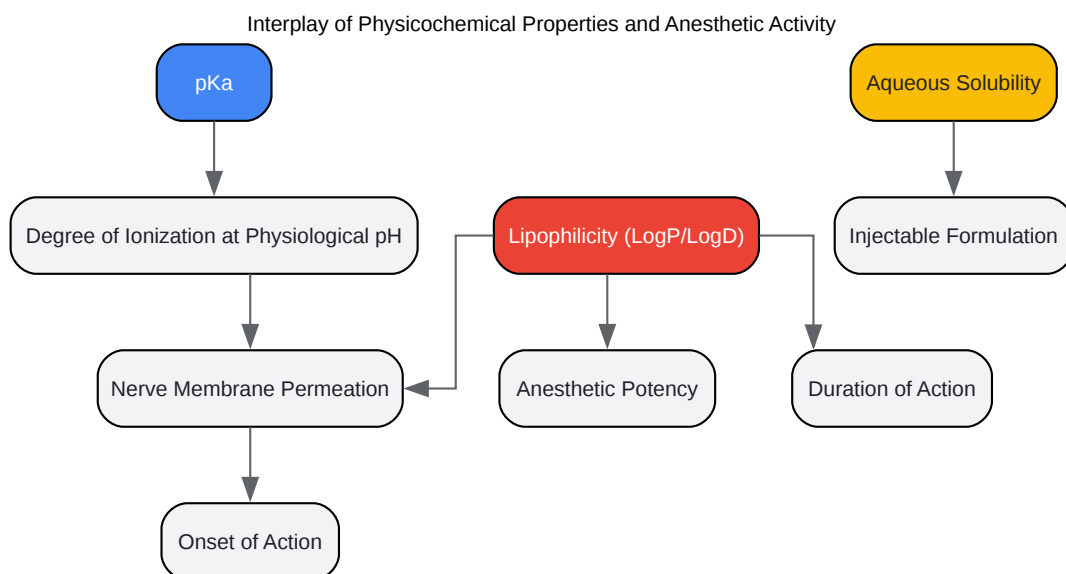 Interplay of Physicochemical Properties and Anesthetic Activity
pKa
Aqueous Solubility
Degree of Ionization at Physiological pH
Lipophilicity (LogP/LogD)
Injectable Formulation
Nerve Membrane Permeation
Anesthetic Potency
Duration of Action
Onset of Action